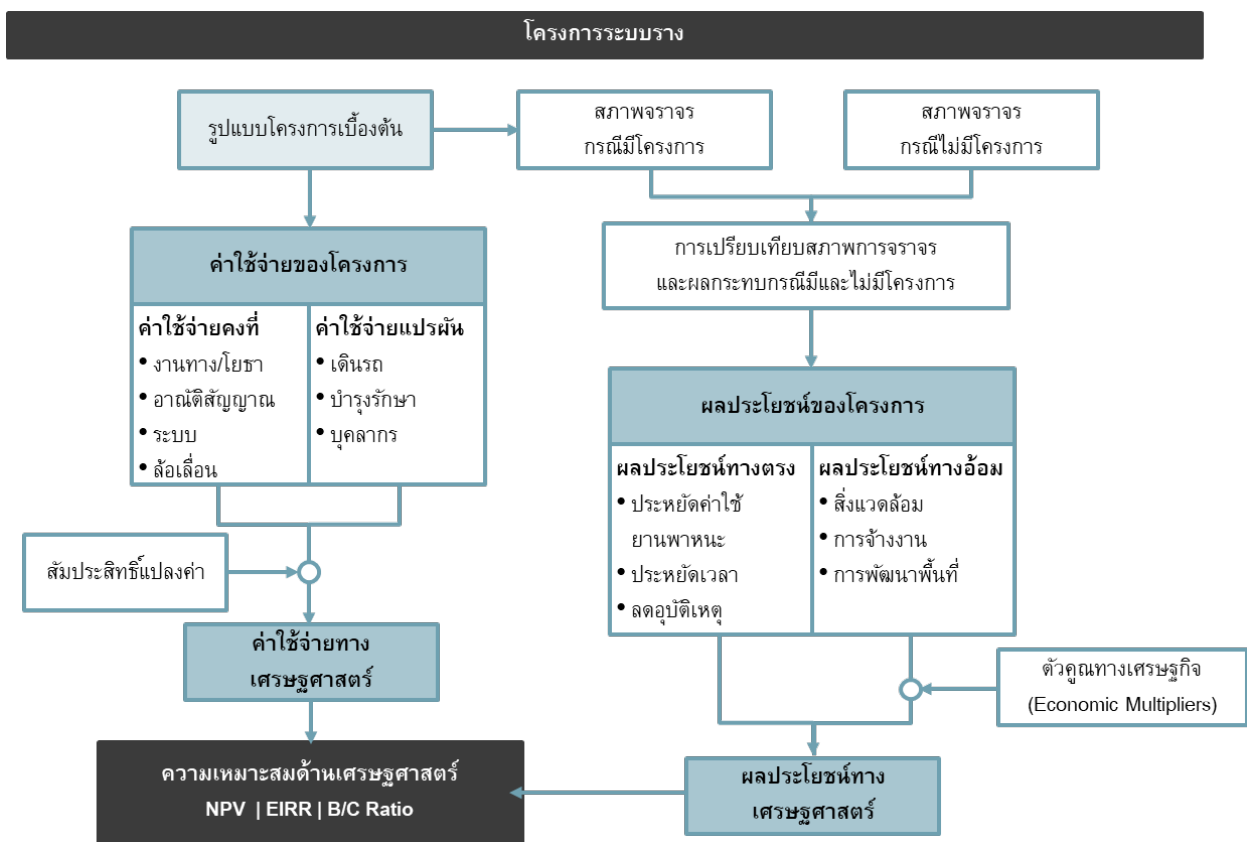 โครงการระบบราง
รูปแบบโครงการเบื้องต้น
สภาพจราจร
กรณีมีโครงการ
สภาพจราจร
กรณีไม่มีโครงการ
ค่าใช้จ่ายของโครงการ
ค่าใช้จ่ายคงที่
• งานทาง/โยธา
• อาณัติสัญญาณ
• ระบบ
• ล้อเลื่อน
ค่าใช้จ่ายแปรผัน
• เดินรถ
• บำรุงรักษา
• บุคลากร
การเปรียบเทียบสภาพการจราจร
และผลกระทบกรณีมีและไม่มีโครงการ
ผลประโยชน์ของโครงการ
ผลประโยชน์ทางตรง
• ประหยัดค่าใช้
ยานพาหนะ
• ประหยัดเวลา
• ลดอุบัติเหตุ
ผลประโยชน์ทางอ้อม
• สิ่งแวดล้อม
• การจ้างงาน
• การพัฒนาพื้นที่
สัมประสิทธิ์แปลงค่า
ค่าใช้จ่ายทาง
เศรษฐศาสตร์
ตัวคูณทางเศรษฐกิจ
(Economic Multipliers)
ความเหมาะสมด้านเศรษฐศาสตร์
NPV | EIRR | B/C Ratio
ผลประโยชน์ทาง
เศรษฐศาสตร์